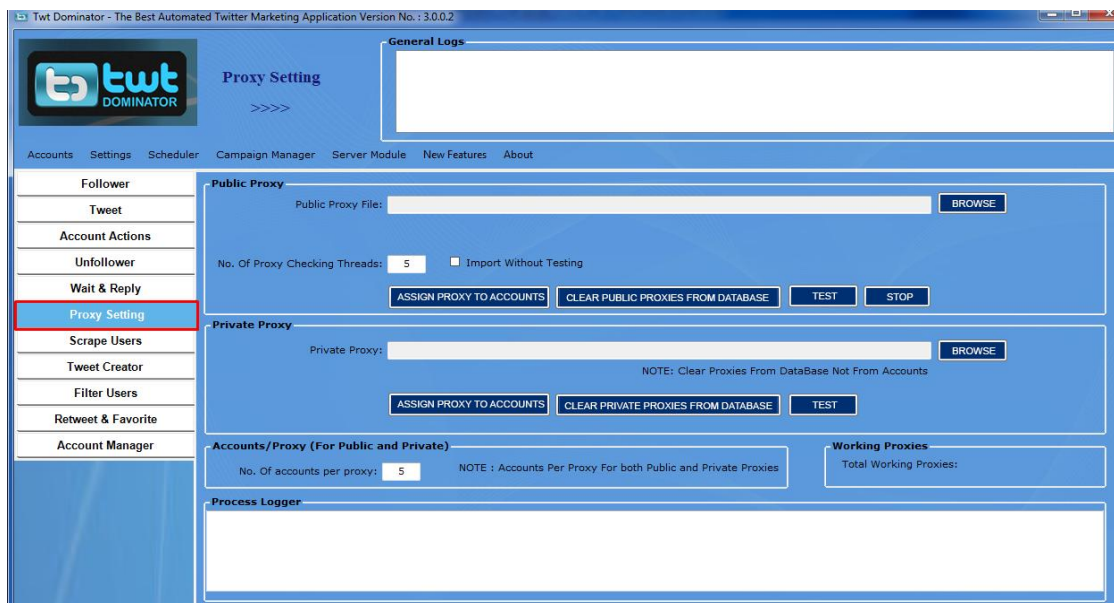 Twt Dominator - The Best Automated Twitter Marketing Application Version No. : 3.0.0.2
General Logs
twt
DOMINATOR
Proxy Setting
>>>>
Accounts Settings Scheduler Campaign Manager Server Module New Features About
Follower
Tweet
Account Actions
Unfollower
Wait & Reply
Proxy Setting
Scrape Users
Tweet Creator
Filter Users
Retweet & Favorite
Account Manager
Public Proxy
Public Proxy File: BROWSE
No. Of Proxy Checking Threads: 5 Import Without Testing
ASSIGN PROXY TO ACCOUNTS CLEAR PUBLIC PROXIES FROM DATABASE TEST STOP
Private Proxy
Private Proxy: BROWSE
NOTE: Clear Proxies From DataBase Not From Accounts
ASSIGN PROXY TO ACCOUNTS CLEAR PRIVATE PROXIES FROM DATABASE TEST
Accounts/Proxy (For Public and Private)
No. Of accounts per proxy: 5 NOTE : Accounts Per Proxy For both Public and Private Proxies
Working Proxies
Total Working Proxies:
Process Logger